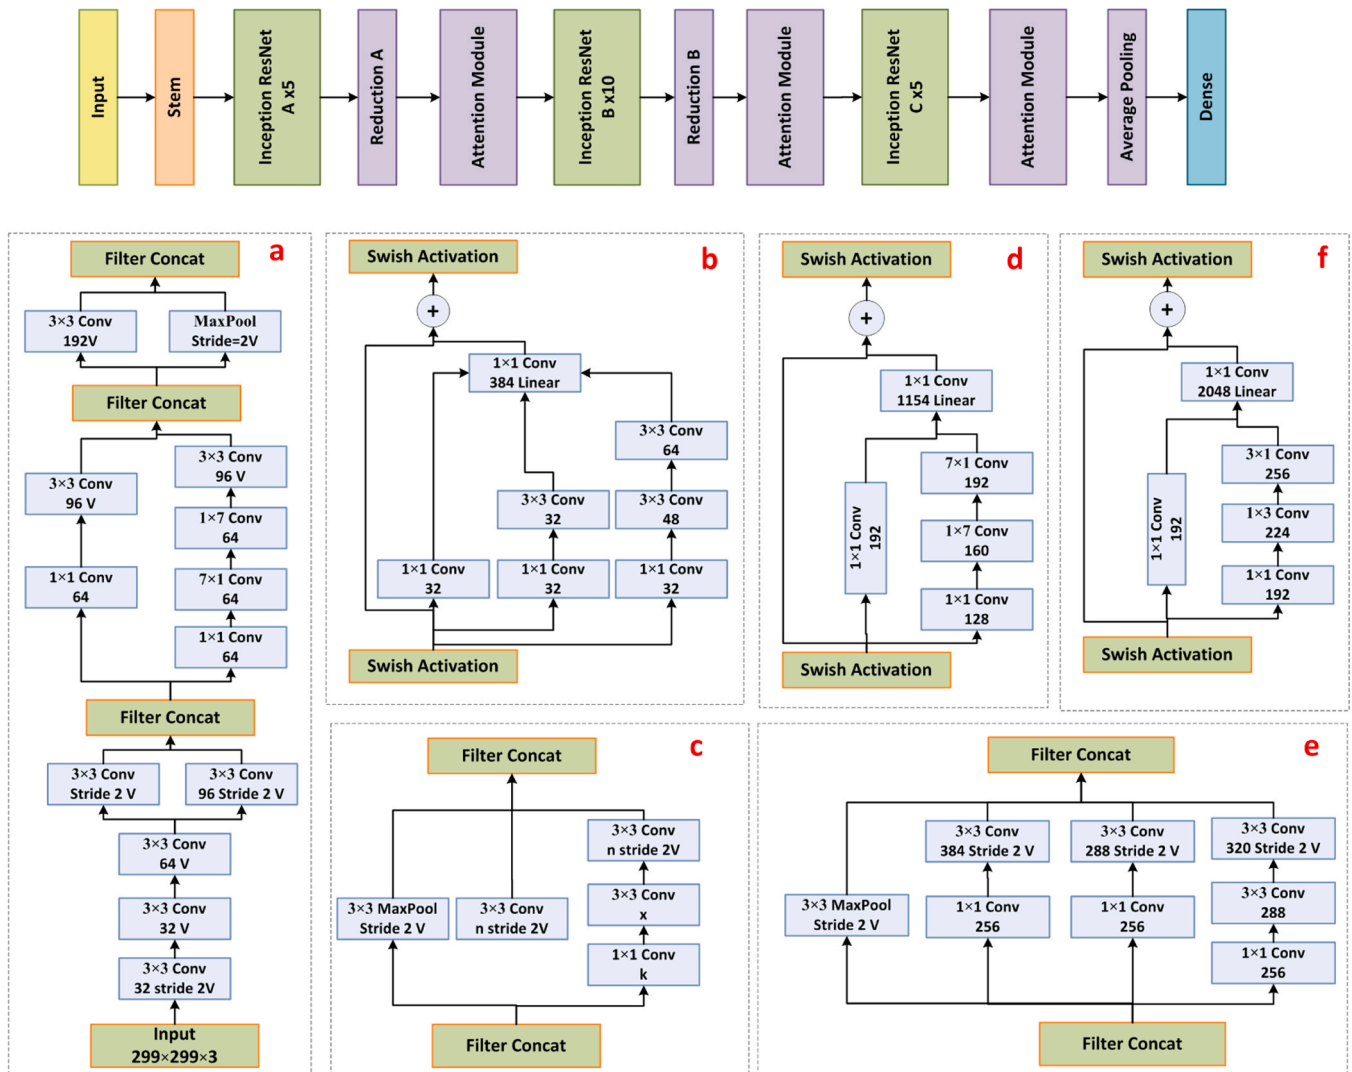 Input
Stem
Inception ResNet
A x5
Reduction A
Attention Module
Inception ResNet
B x10
Reduction B
Attention Module
Inception ResNet
C x5
Attention Module
Average Pooling
Dense
a
Filter Concat
3×3 Conv
192V
MaxPool
Stride=2V
Filter Concat
3×3 Conv
96 V
3×3 Conv
96 V
1×7 Conv
64
1×1 Conv
64
7×1 Conv
64
1×1 Conv
64
Filter Concat
3×3 Conv
Stride 2 V
3×3 Conv
96 Stride 2 V
3×3 Conv
64 V
3×3 Conv
32 V
3×3 Conv
32 stride 2V
Input
299×299×3
b
Swish Activation
+
1×1 Conv
384 Linear
3×3 Conv
64
3×3 Conv
32
3×3 Conv
48
1×1 Conv
32
1×1 Conv
32
1×1 Conv
32
Swish Activation
c
Filter Concat
3×3 Conv
n stride 2V
3×3 MaxPool
Stride 2 V
3×3 Conv
n stride 2V
3×3 Conv
x
1×1 Conv
k
Filter Concat
d
Swish Activation
+
1×1 Conv
1154 Linear
7×1 Conv
192
1×1 Conv
192
1×7 Conv
160
1×1 Conv
128
Swish Activation
f
Swish Activation
+
1×1 Conv
2048 Linear
3×1 Conv
256
1×1 Conv
192
1×3 Conv
224
1×1 Conv
192
Swish Activation
e
Filter Concat
3×3 Conv
384 Stride 2 V
3×3 Conv
288 Stride 2 V
3×3 Conv
320 Stride 2 V
3×3 MaxPool
Stride 2 V
1×1 Conv
256
1×1 Conv
256
3×3 Conv
288
1×1 Conv
256
Filter Concat